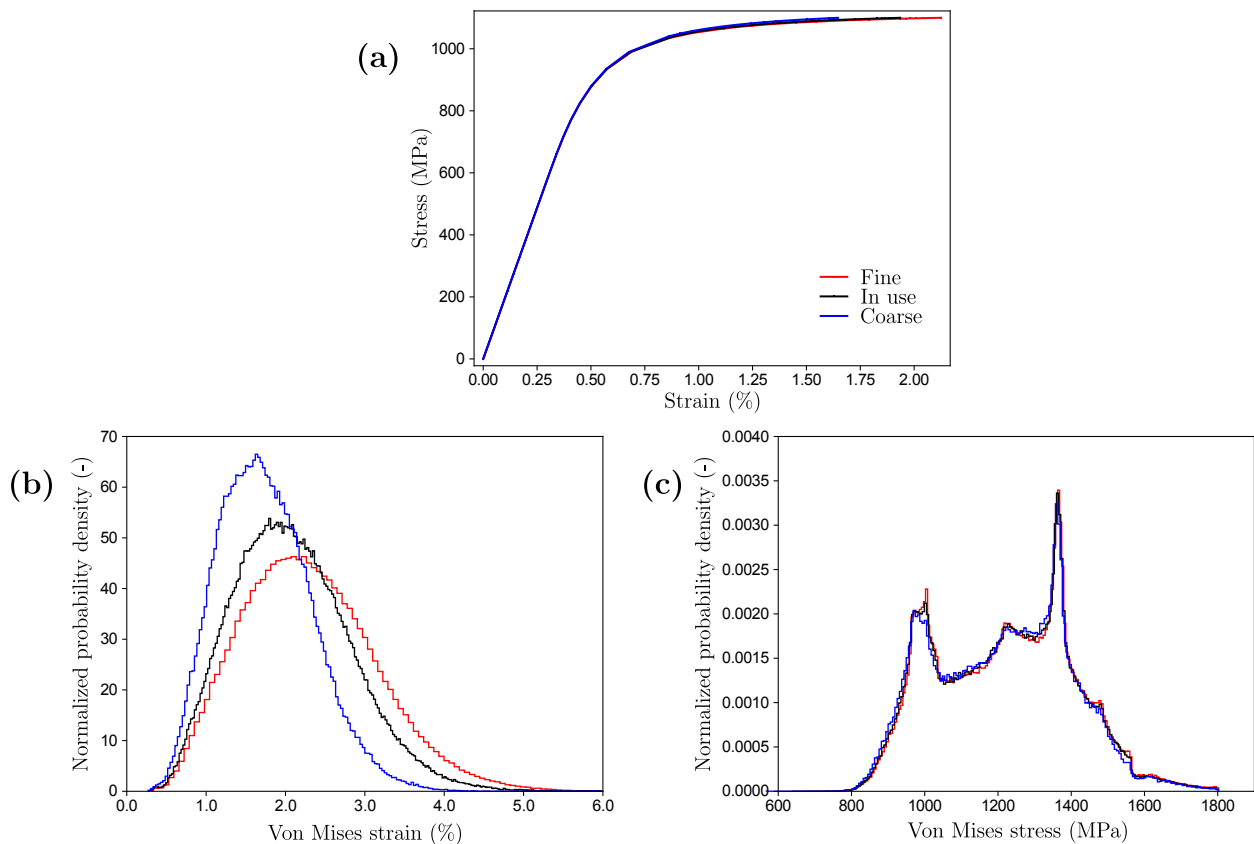 (a)
Stress (MPa)
1000
800
600
400
200
0
0.00 0.25 0.50 0.75 1.00 1.25 1.50 1.75 2.00
Strain (%)
Fine
In use
Coarse
(b)
Normalized probability density (-)
70
60
50
40
30
20
10
0
0.0 1.0 2.0 3.0 4.0 5.0 6.0
Von Mises strain (%)
(c)
Normalized probability density (-)
0.0040
0.0035
0.0030
0.0025
0.0020
0.0015
0.0010
0.0005
0.0000
600 800 1000 1200 1400 1600 1800
Von Mises stress (MPa)